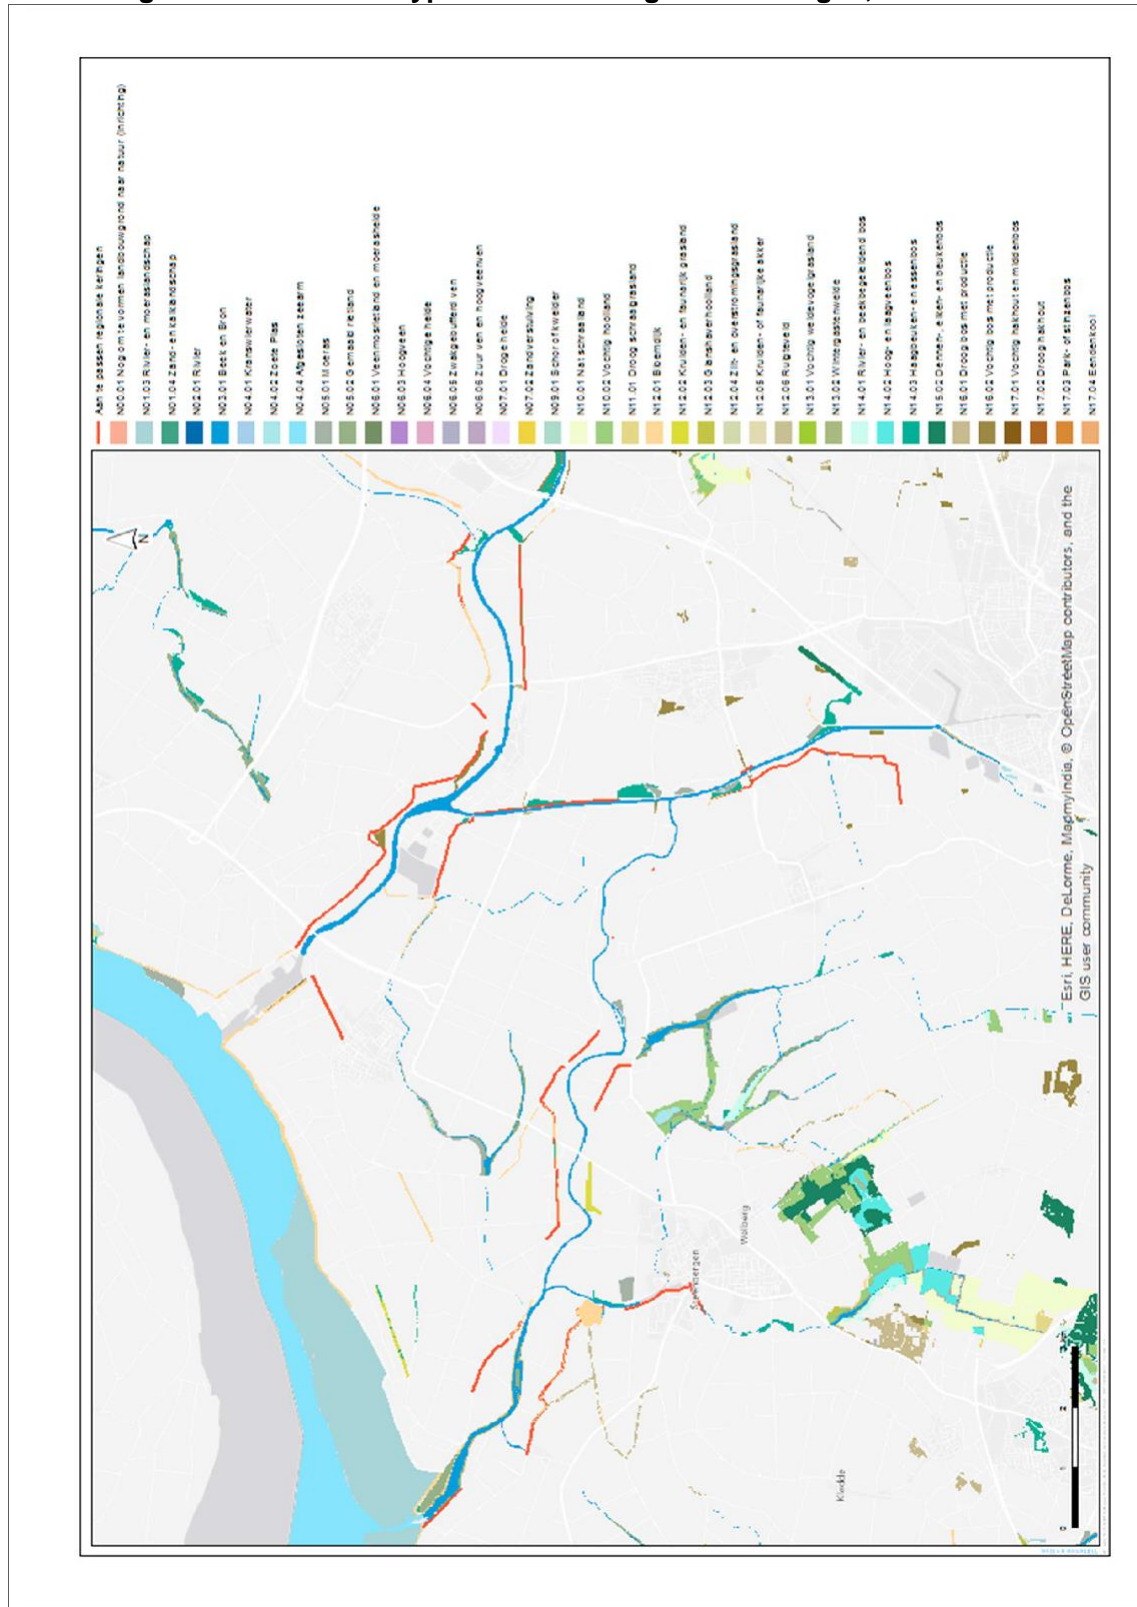 Aan te passen regionale keringen
N00.01 Nog om te vormen landbouwgrond naar natuur (inrichting)
N01.03 Rivier- en moeraslandschap
N01.04 Zand- en kalklandschap
N02.01 Rivier
N03.01 Beek en Bron
N04.01 Kranswierwater
N04.02 Zoete Plas
N04.04 Afgesloten zeearm
N05.01 Moeras
N05.02 Gemaaid rietland
N06.01 Veenmosrietland en moerasheide
N06.03 Hoogveen
N06.04 Vochtige heide
N06.05 Zwakgebufferd ven
N06.06 Zuur ven en hoogveenven
N07.01 Droge heide
N07.02 Zandverstuiving
N09.01 Schor of kwelder
N10.01 Nat schraalland
N10.02 Vochtig hooiland
N11.01 Droog schraalgrasland
N12.01 Bloemdijk
N12.02 Kruiden- en faunarijk grasland
N12.03 Glanshaverhooiland
N12.04 Zilt- en overstromingsgrasland
N12.05 Kruiden- of faunarijke akker
N12.06 Ruigteveld
N13.01 Vochtig weidevogelgrasland
N13.02 Wintergastenweide
N14.01 Rivier- en beekbegeleidend bos
N14.02 Hoog- en laagveenbos
N14.03 Haagbeuken- en essenbos
N15.02 Dennen-, eiken- en beukenbos
N16.01 Droog bos met productie
N16.02 Vochtig bos met productie
N17.01 Vochtig hakhout en middenbos
N17.02 Droog hakhout
N17.03 Park- of stinzenbos
N17.04 Eendenkooi
N
Welberg
Steenbergen
Kladde
0 1 2
Esri, HERE, DeLorme, MapmyIndia, © OpenStreetMap contributors, and the
GIS user community